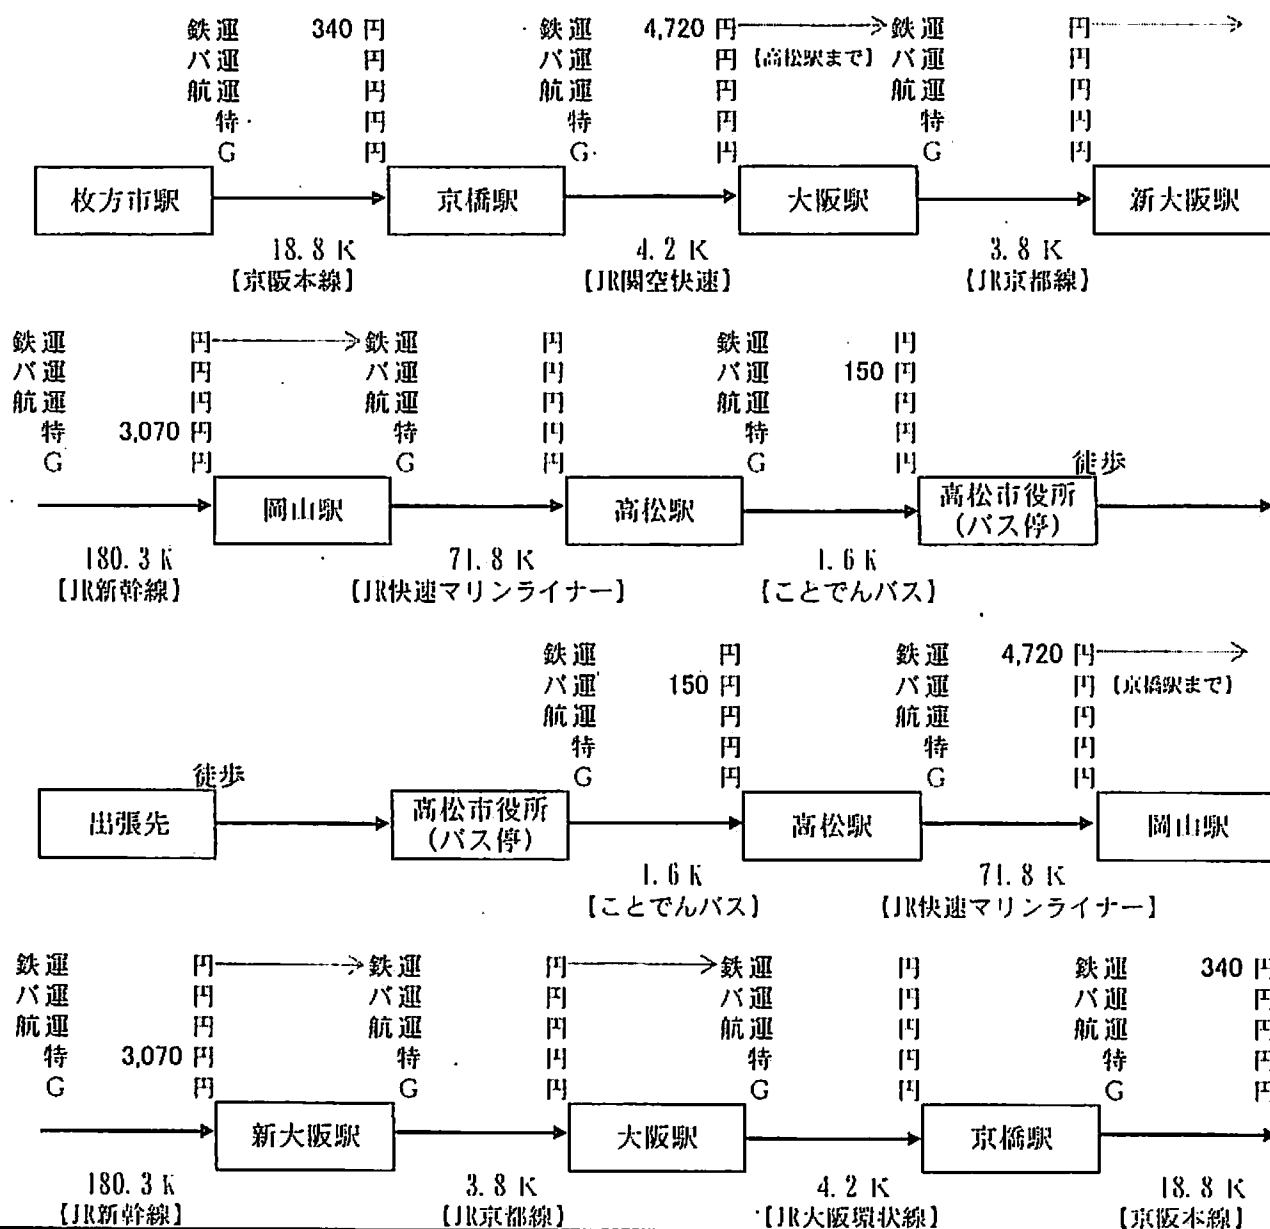 鉄運 340 円 鉄運 4,720 円 鉄運 円
バ運 円 バ運 円 【高松駅まで】 バ運 円
航運 円 航運 円 航運 円
特 円 特 円 特 円
G 円 G 円 G 円
枚方市駅 京橋駅 大阪駅 新大阪駅
18.8 K 4.2 K 3.8 K
【京阪本線】 【JR関空快速】 【JR京都線】
鉄運 円 鉄運 円 鉄運 円
バ運 円 バ運 円 バ運 150 円
航運 円 航運 円 航運 円
特 3,070 円 特 円 特 円
G 円 G 円 G 円 徒歩
岡山駅 高松駅 高松市役所
(バス停)
180.3 K 71.8 K 1.6 K
【JR新幹線】 【JR快速マリンライナー】 【ことでんバス】
鉄運 円 鉄運 4,720 円
バ運 150 円 バ運 円 【京橋駅まで】
航運 円 航運 円
特 円 特 円
徒歩 G 円 G 円
出張先 高松市役所 高松駅 岡山駅
(バス停)
1.6 K 71.8 K
【ことでんバス】 【JR快速マリンライナー】
鉄運 円 鉄運 円 鉄運 円 鉄運 340 円
バ運 円 バ運 円 バ運 円 バ運 円
航運 円 航運 円 航運 円 航運 円
特 3,070 円 特 円 特 円 特 円
G 円 G 円 G 円 G 円
新大阪駅 大阪駅 京橋駅
180.3 K 3.8 K 4.2 K 18.8 K
【JR新幹線】 【JR京都線】 【JR大阪環状線】 【京阪本線】